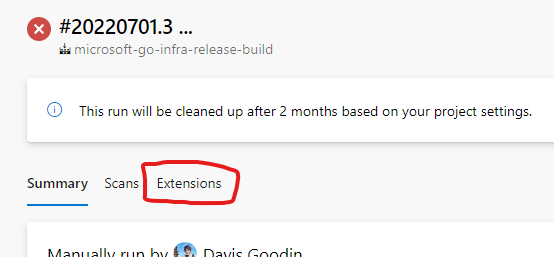 #20220701.3 ...
microsoft-go-infra-release-build
This run will be cleaned up after 2 months based on your project settings.
Summary Scans Extensions
Manually run by Davis Goodin